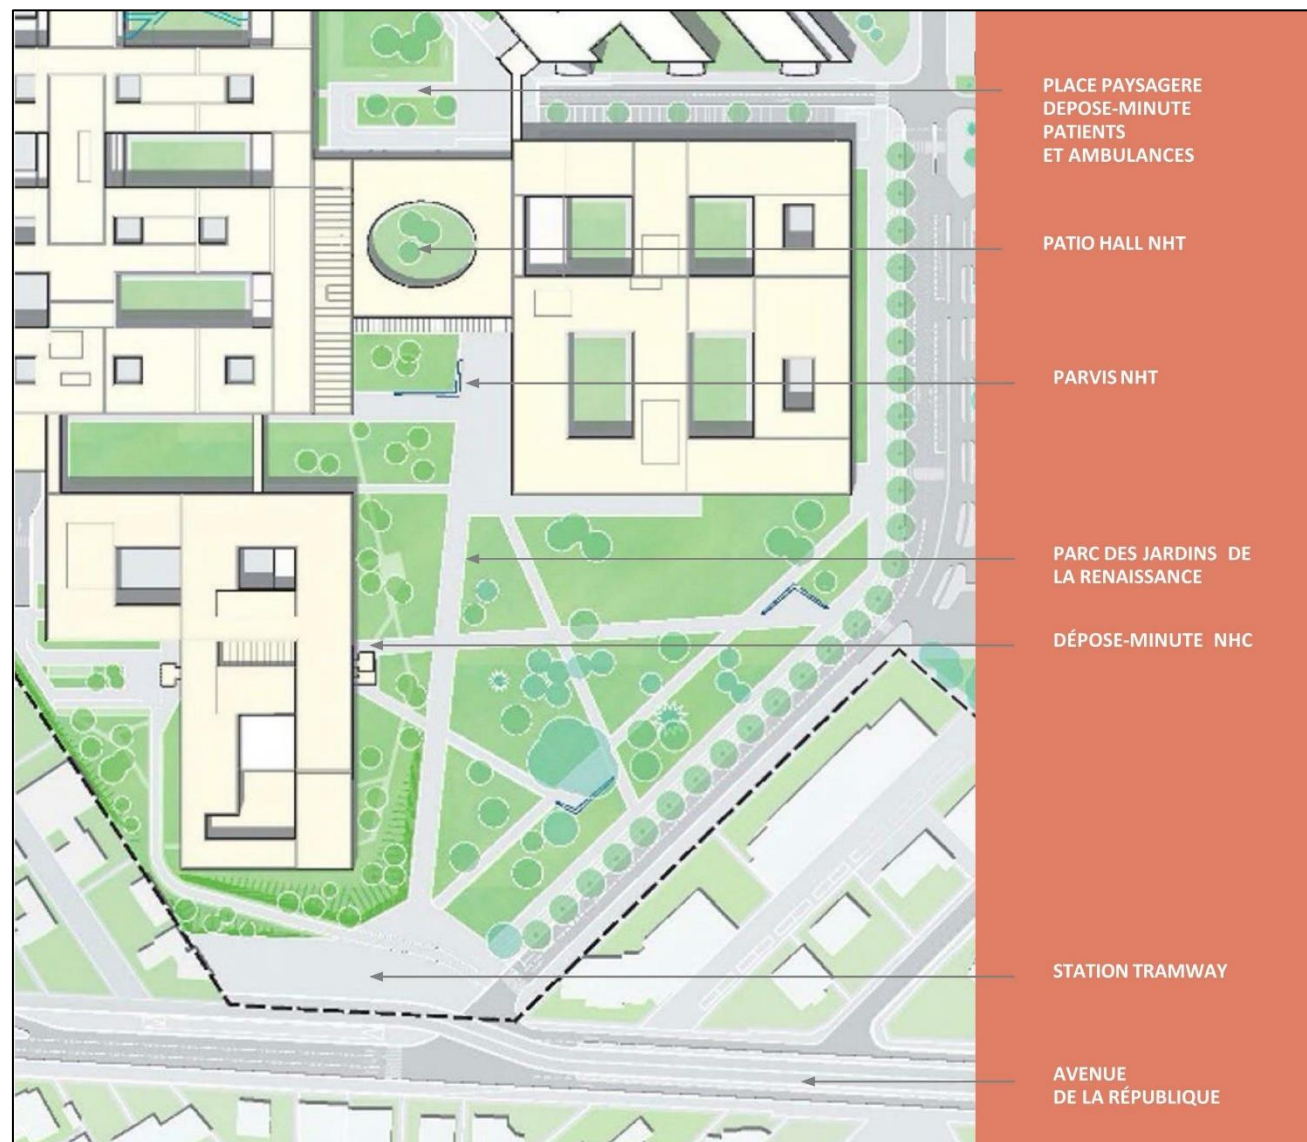 PLACE PAYSAGERE
DEPOSE-MINUTE
PATIENTS
ET AMBULANCES
PATIO HALL NHT
PARVIS NHT
PARC DES JARDINS DE
LA RENAISSANCE
DÉPOSE-MINUTE NHC
STATION TRAMWAY
AVENUE
DE LA RÉPUBLIQUE